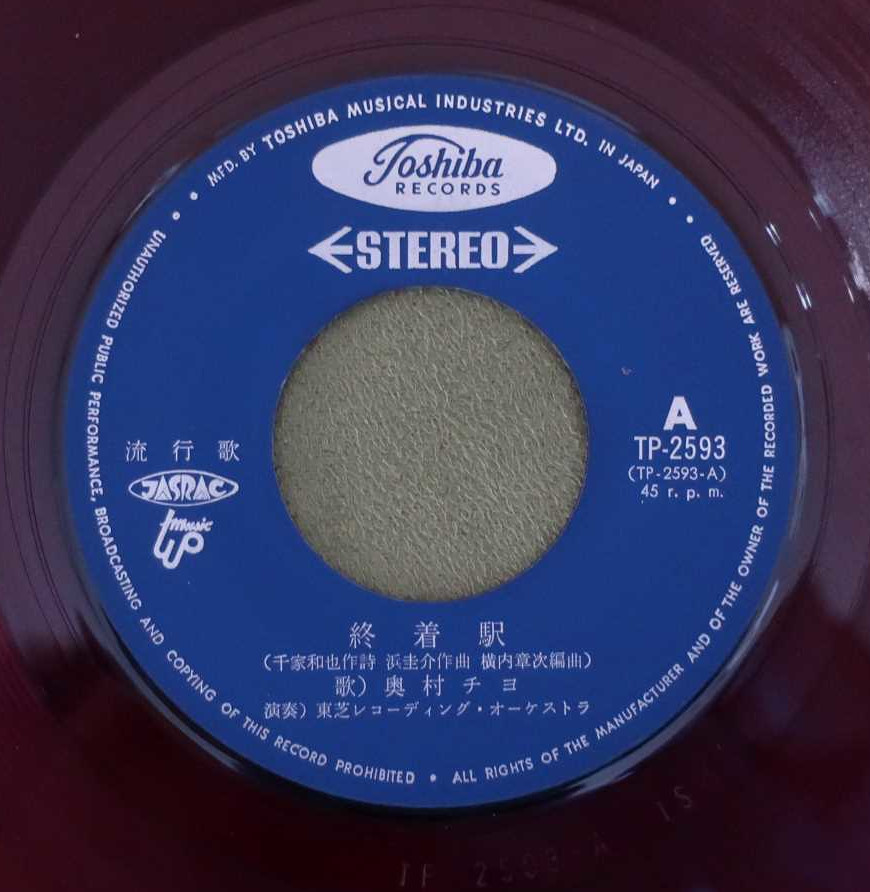 MFD. BY TOSHIBA MUSICAL INDUSTRIES LTD. IN JAPAN
Toshiba
RECORDS
STEREO
A
TP-2593
(TP-2593-A)
45 r. p. m.
流行歌
JASRAC
music
終着駅
(千家和也作詩 浜圭介作曲 横内章次編曲)
歌) 奥村チヨ
演奏) 東芝レコーディング・オーケストラ
UNAUTHORIZED PUBLIC PERFORMANCE, BROADCASTING AND COPYING OF THIS RECORD PROHIBITED • ALL RIGHTS OF THE MANUFACTURER AND OF THE OWNER OF THE RECORDED WORK ARE RESERVED
TP 2593-A 1S